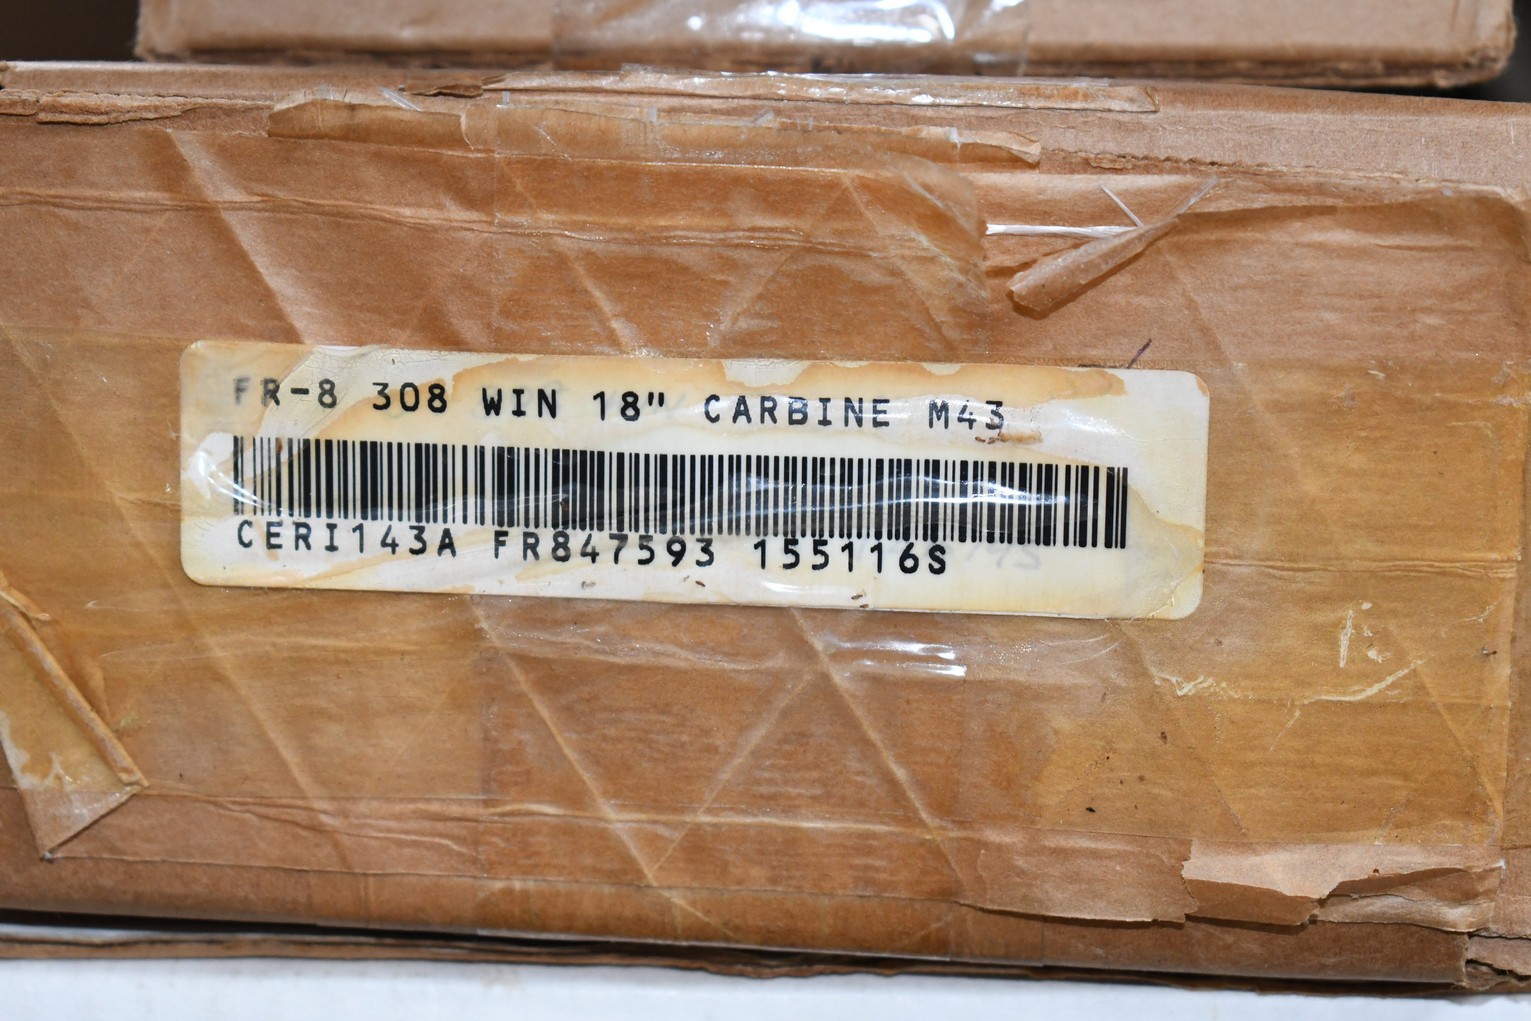 FR-8 308 WIN 18" CARBINE M43
CERI143A FR847593 155116S